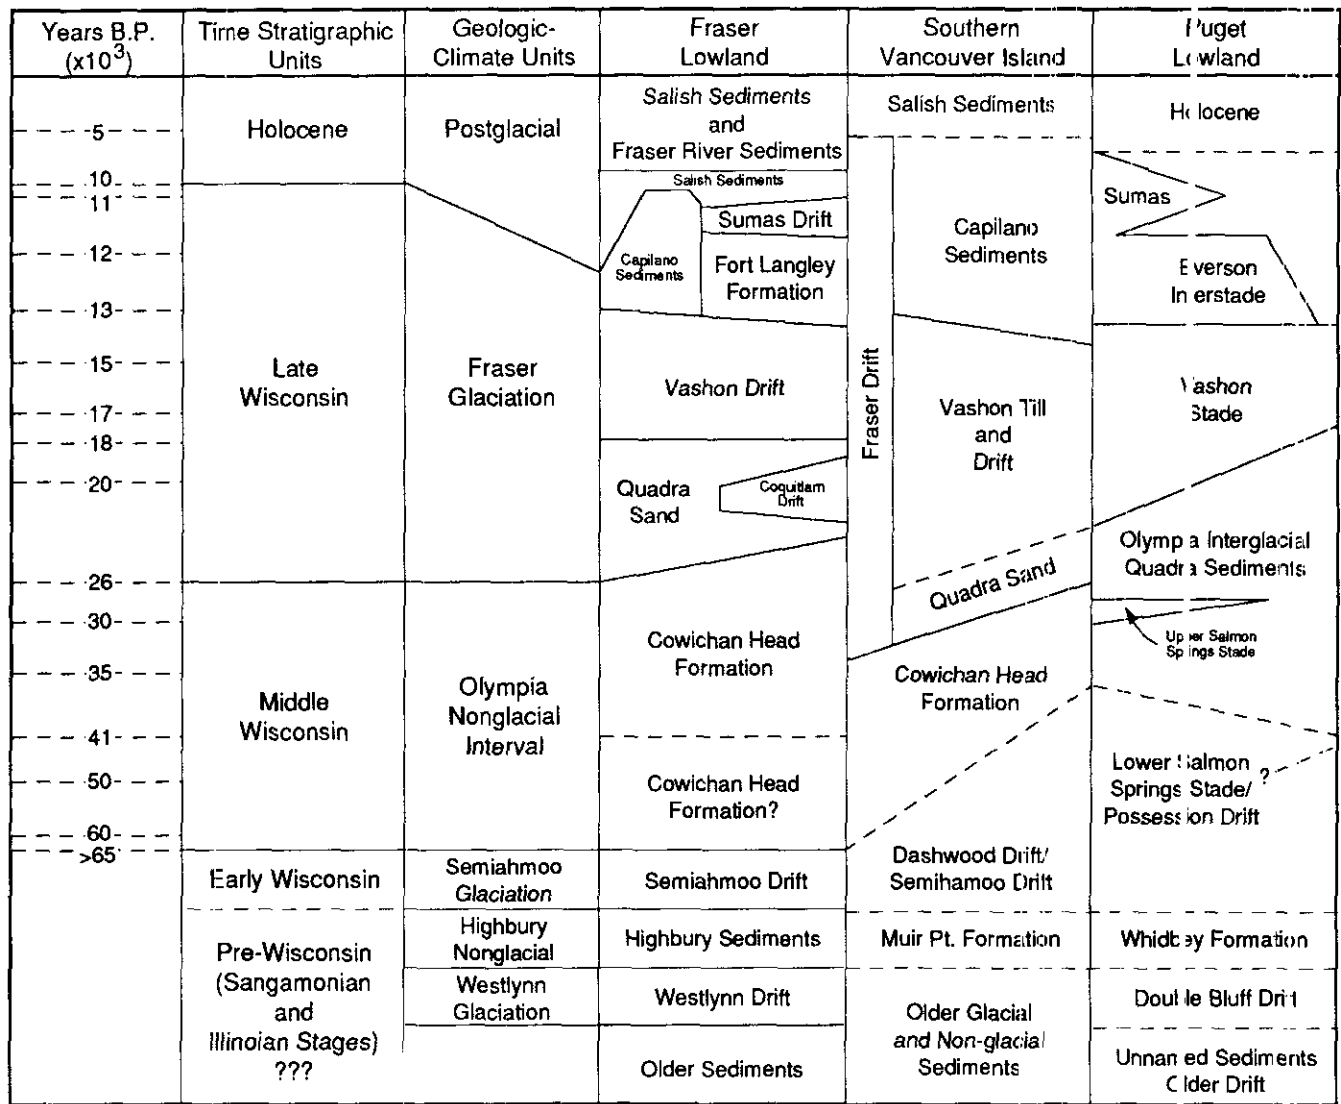 Years B.P.
(x10³)
Time Stratigraphic
Units
Geologic-
Climate Units
Fraser
Lowland
Southern
Vancouver Island
Puget
Lowland
5
10
11
12
13
15
17
18
20
26
30
35
41
50
60
>65
Holocene
Late
Wisconsin
Middle
Wisconsin
Early Wisconsin
Pre-Wisconsin
(Sangamonian
and
Illinoian Stages)
???
Postglacial
Fraser
Glaciation
Olympia
Nonglacial
Interval
Semiahmoo
Glaciation
Highbury
Nonglacial
Westlynn
Glaciation
Salish Sediments
and
Fraser River Sediments
Salish Sediments
Capilano
Sediments
Sumas Drift
Fort Langley
Formation
Vashon Drift
Quadra
Sand
Coquitlam
Drift
Cowichan Head
Formation
Cowichan Head
Formation?
Semiahmoo Drift
Highbury Sediments
Westlynn Drift
Older Sediments
Salish Sediments
Fraser Drift
Capilano
Sediments
Vashon Till
and
Drift
Quadra Sand
Cowichan Head
Formation
Dashwood Drift/
Semihamoo Drift
Muir Pt. Formation
Older Glacial
and Non-glacial
Sediments
Holocene
Sumas
Everson
Interstade
Vashon
Stade
Olympia Interglacial
Quadra Sediments
Upper Salmon
Springs Stade
Lower Salmon
Springs Stade/
Possession Drift
?
Whidbey Formation
Double Bluff Drift
Unnamed Sediments
Older Drift